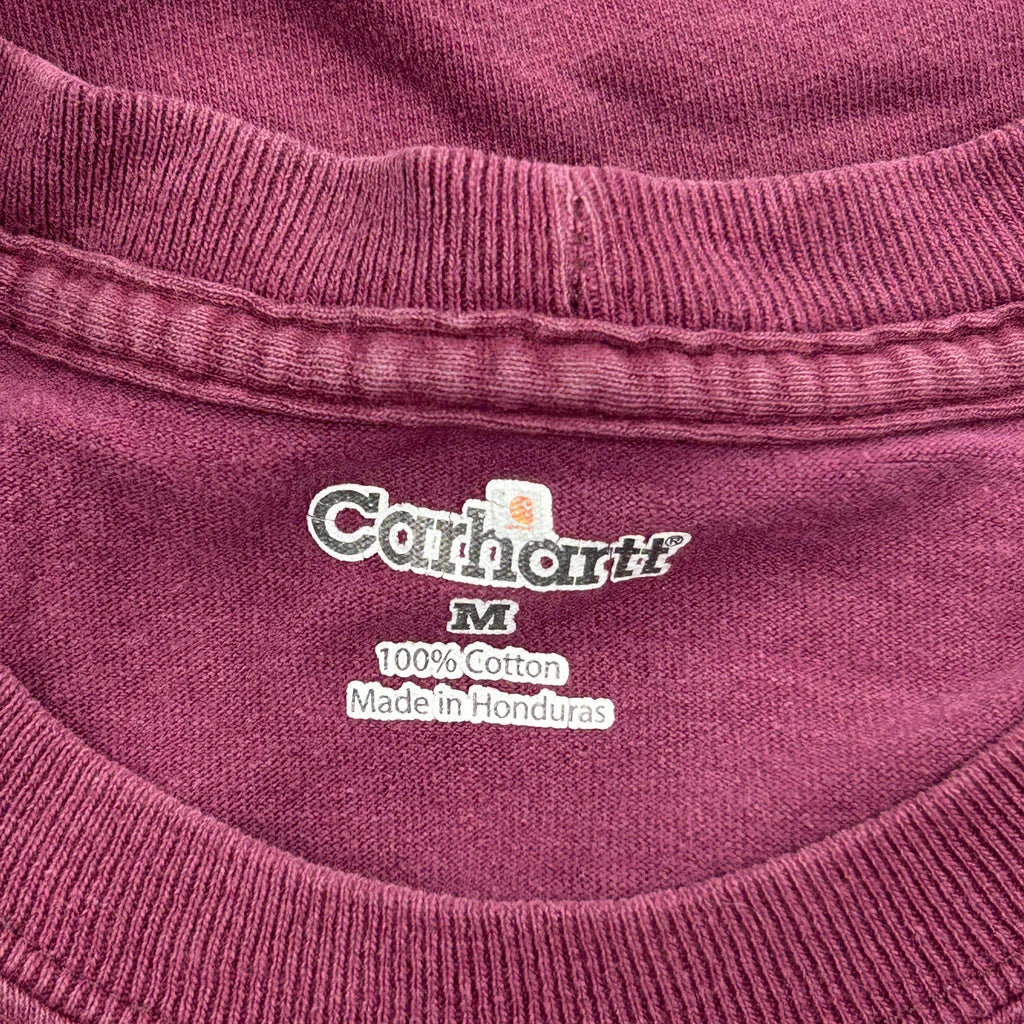 Carhartt®
M
100% Cotton
Made in Honduras